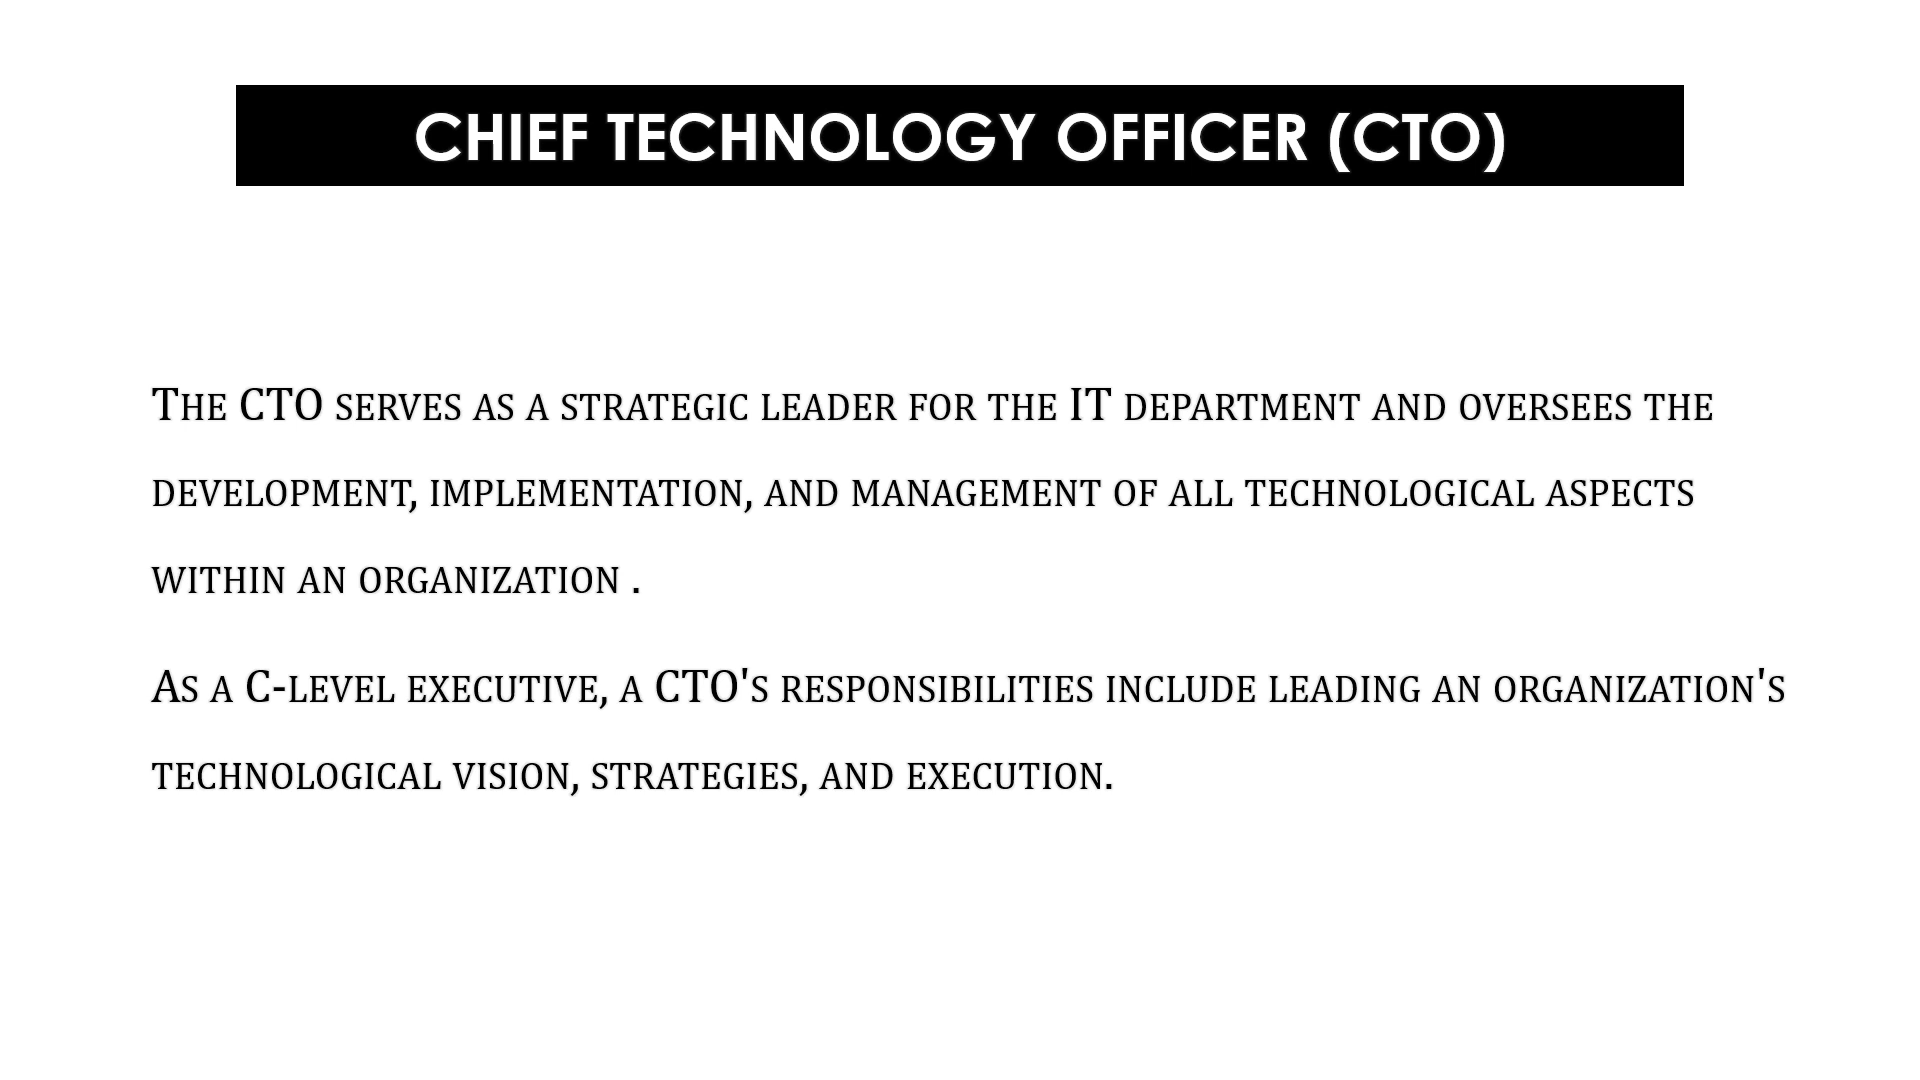 CHIEF TECHNOLOGY OFFICER (CTO)
The CTO serves as a strategic leader for the IT department and oversees the
development, implementation, and management of all technological aspects
within an organization .
As a C-level executive, a CTO's responsibilities include leading an organization's
technological vision, strategies, and execution.